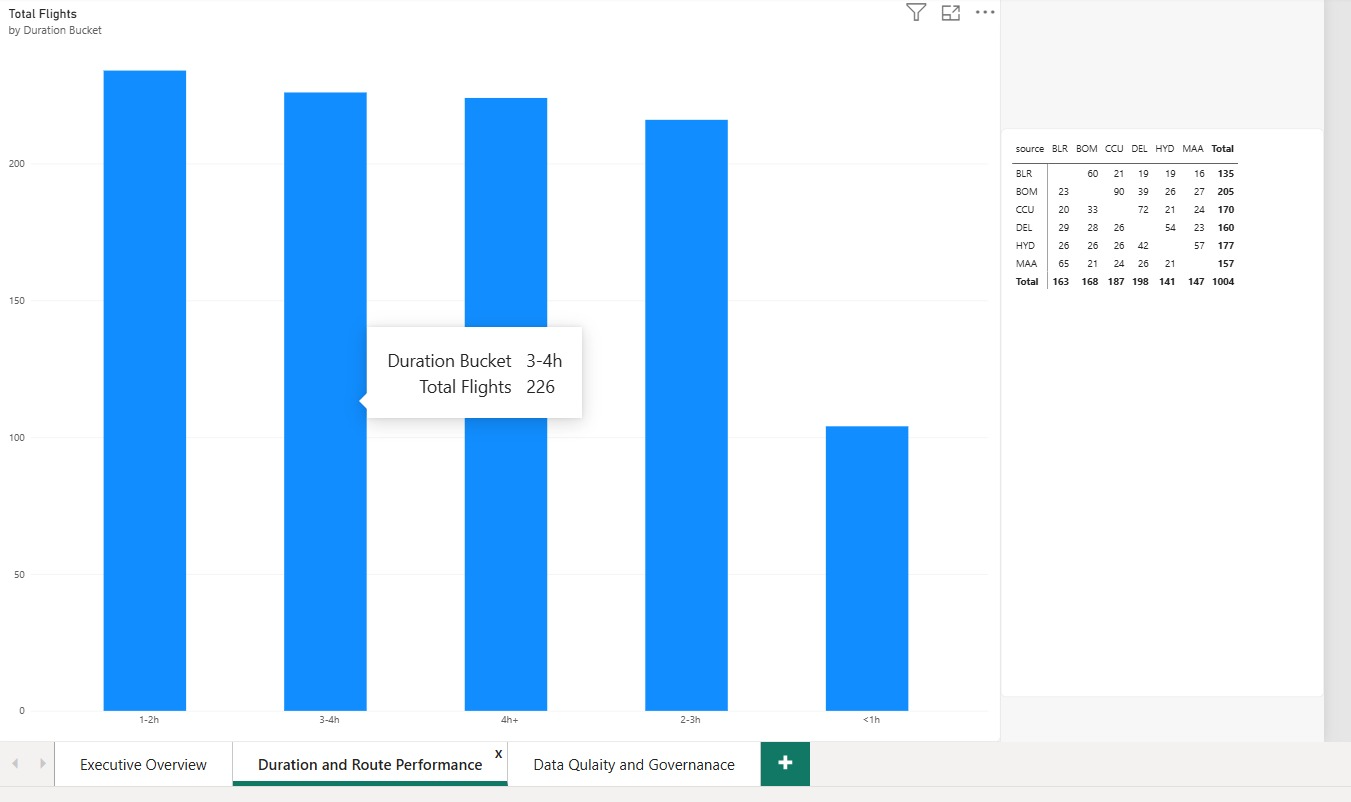 Total Flights
by Duration Bucket
200
150
100
50
0
1-2h
3-4h
4h+
2-3h
<1h
Duration Bucket 3-4h
Total Flights 226
source BLR BOM CCU DEL HYD MAA Total
BLR 60 21 19 19 16 135
BOM 23 90 39 26 27 205
CCU 20 33 72 21 24 170
DEL 29 28 26 54 23 160
HYD 26 26 26 42 57 177
MAA 65 21 24 26 21 157
Total 163 168 187 198 141 147 1004
Executive Overview
Duration and Route Performance x
Data Qulaity and Governanace
+